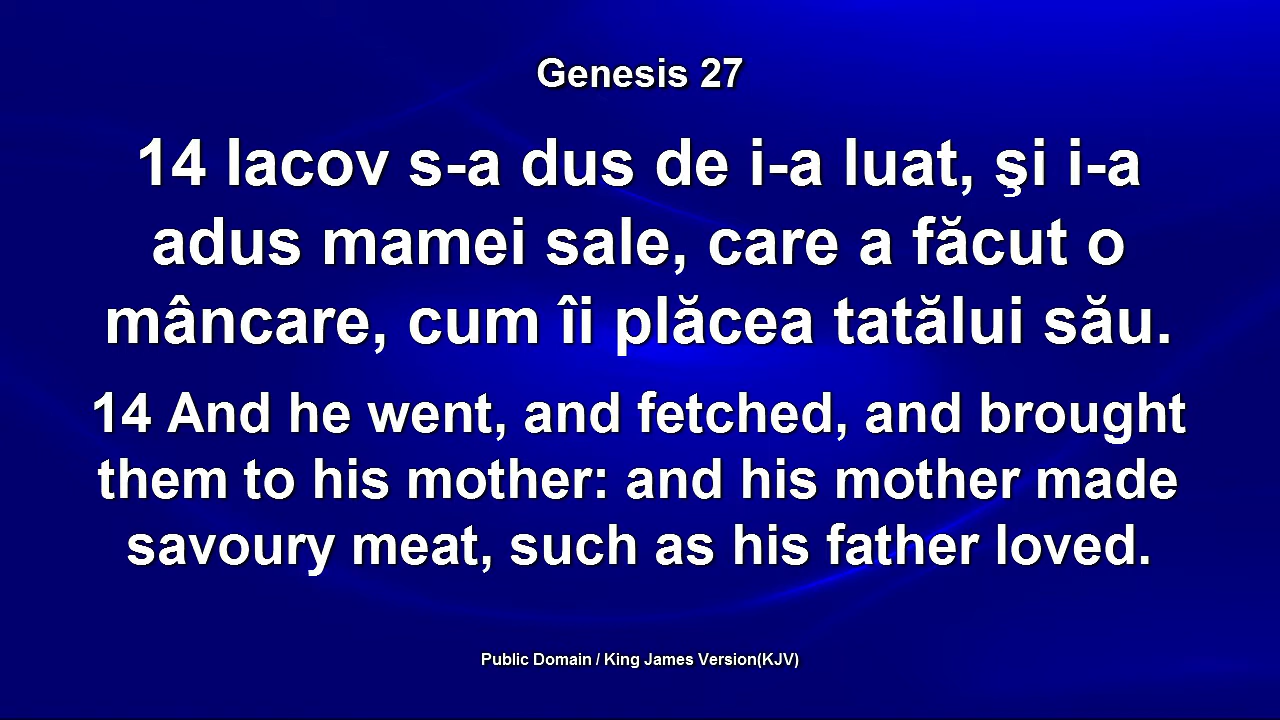 Genesis 27
14 Iacov s-a dus de i-a luat, şi i-a
adus mamei sale, care a făcut o
mâncare, cum îi plăcea tatălui său.
14 And he went, and fetched, and brought
them to his mother: and his mother made
savoury meat, such as his father loved.
Public Domain / King James Version(KJV)